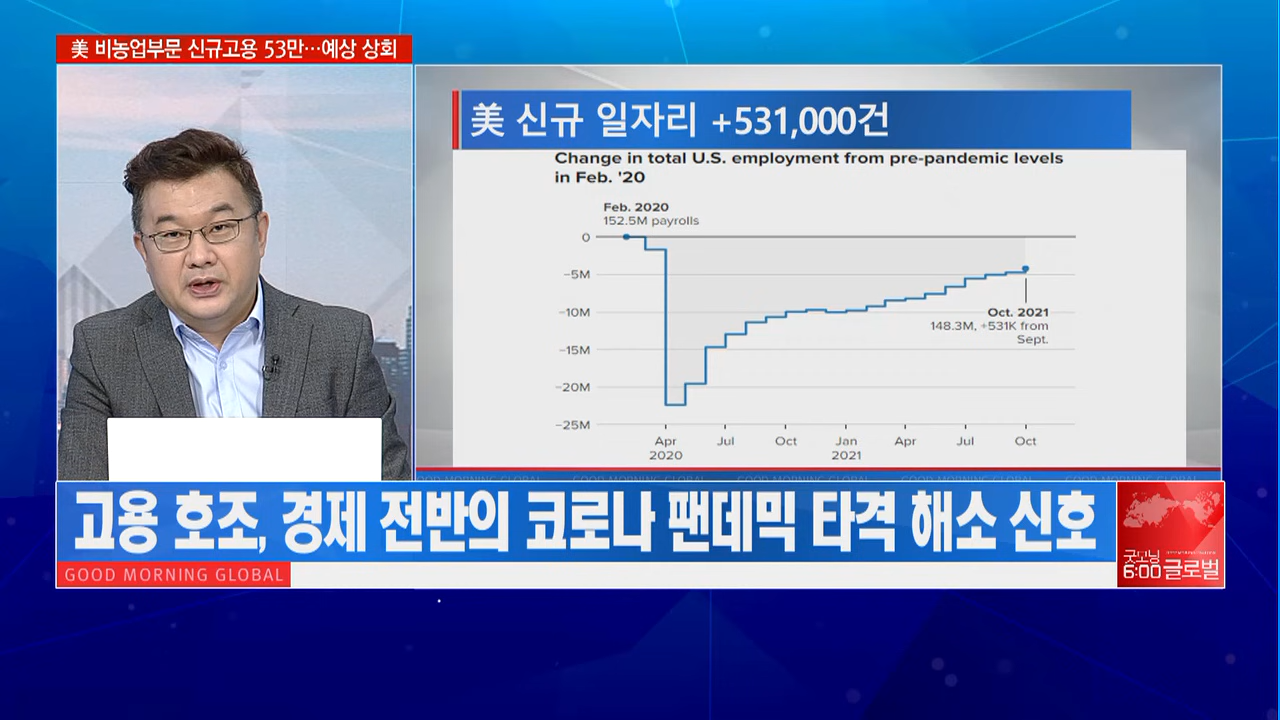 美 비농업부문 신규고용 53만…예상 상회
美 신규 일자리 +531,000건
Change in total U.S. employment from pre-pandemic levels
in Feb. '20
Feb. 2020
152.5M payrolls
0
−5M
−10M
−15M
−20M
−25M
Oct. 2021
148.3M, +531K from
Sept.
Apr
2020
Jul
Oct
Jan
2021
Apr
Jul
Oct
고용 호조, 경제 전반의 코로나 팬데믹 타격 해소 신호
GOOD MORNING GLOBAL
굿모닝
6:00 글로벌